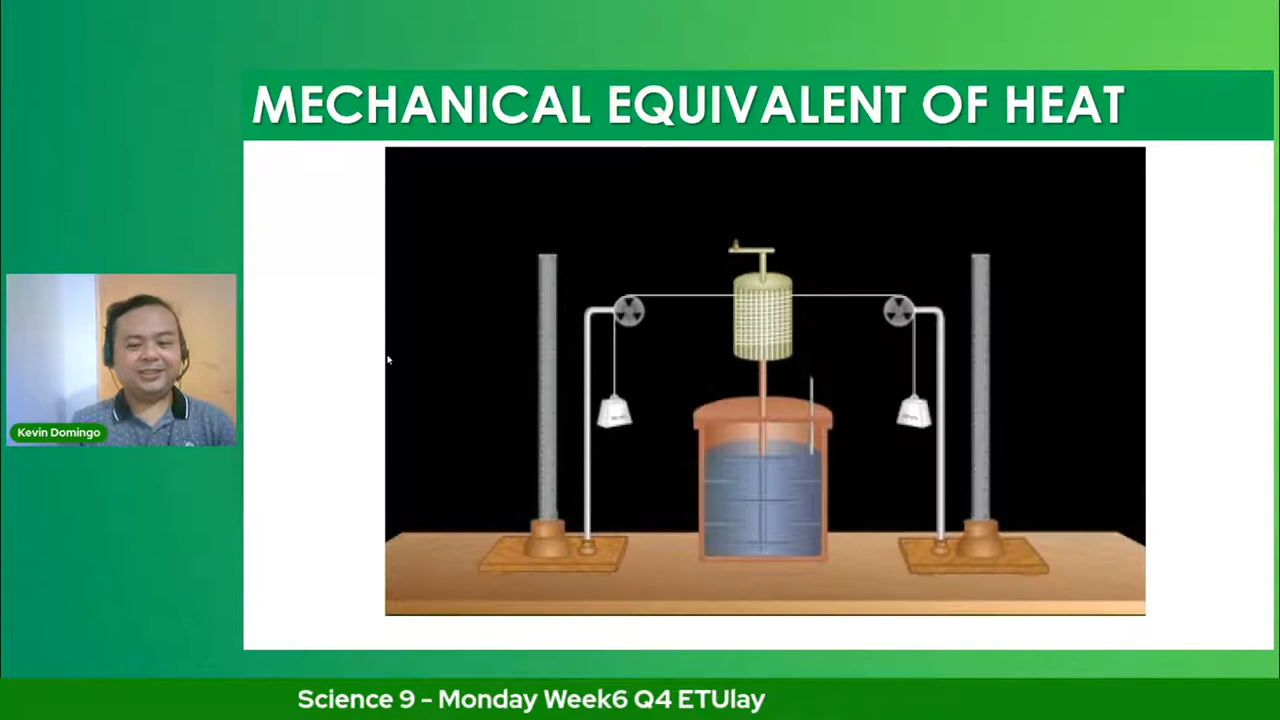 MECHANICAL EQUIVALENT OF HEAT
Kevin Domingo
Science 9 - Monday Week6 Q4 ETUlay